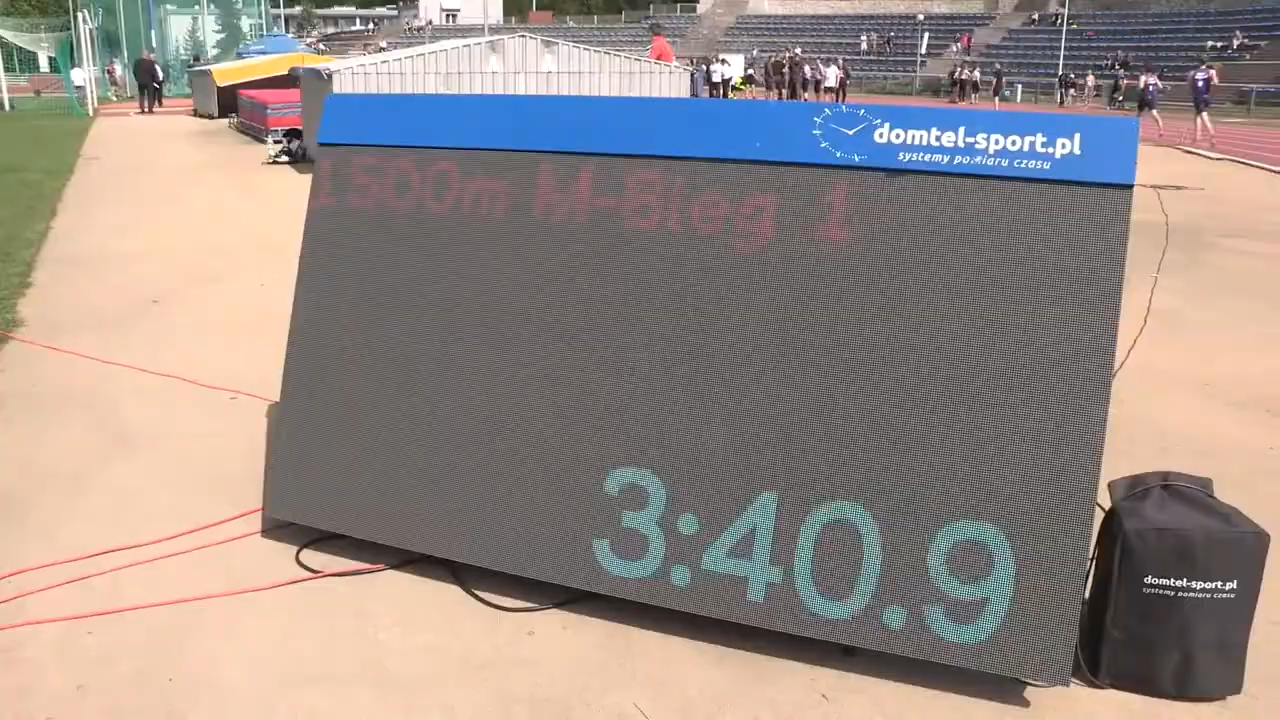 domtel-sport.pl
systemy pomiaru czasu
1500m M-Bieg 1
3:40.9
domtel-sport.pl
systemy pomiaru czasu